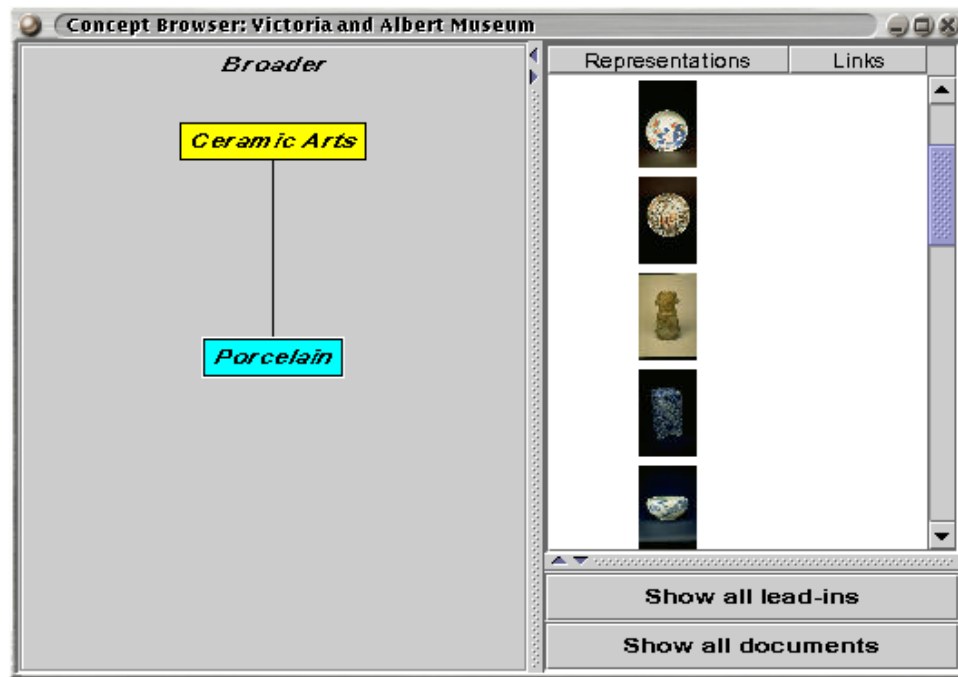 Concept Browser: Victoria and Albert Museum
Broader
Ceramic Arts
Porcelain
Representations
Links
Show all lead-ins
Show all documents